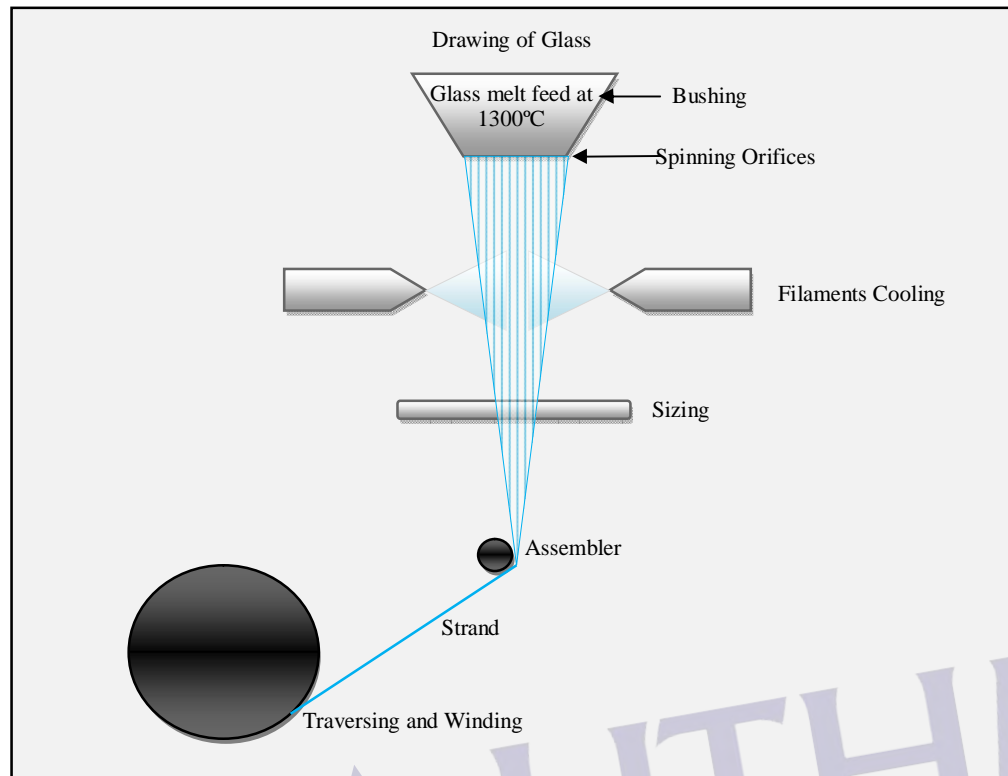 Drawing of Glass
Glass melt feed at
1300ºC
Bushing
Spinning Orifices
Filaments Cooling
Sizing
Assembler
Strand
Traversing and Winding